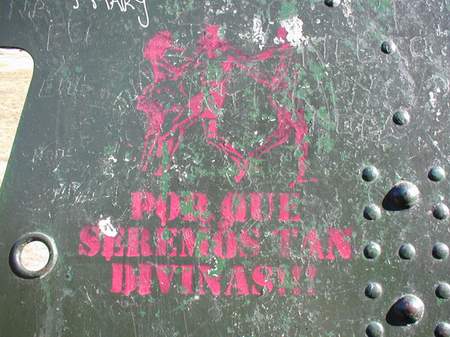 MARY
POR QUE
SEREMOS TAN
DIVINAS!!!